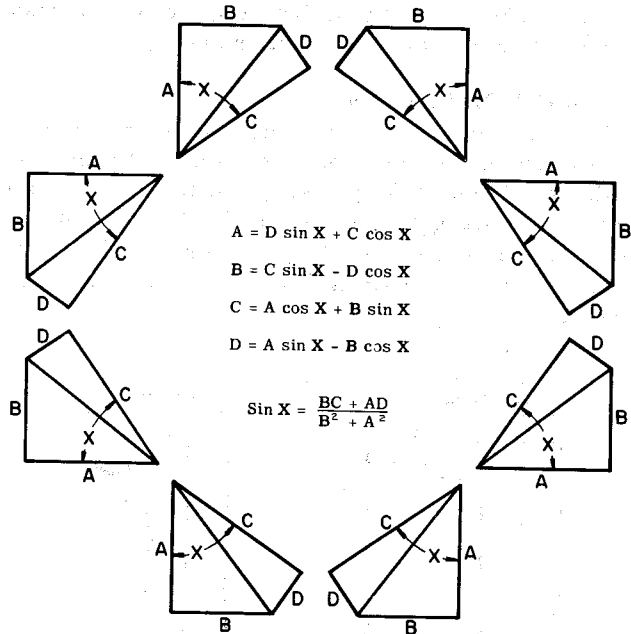 B B
D D
A X X A
C C
A A
B X X B
C C
D D
A = D sin X + C cos X
B = C sin X - D cos X
C = A cos X + B sin X
D = A sin X - B cos X
Sin X = BC + AD
B² + A²
D D
C C
B X X B
A A
C C
A X X A
D D
B B